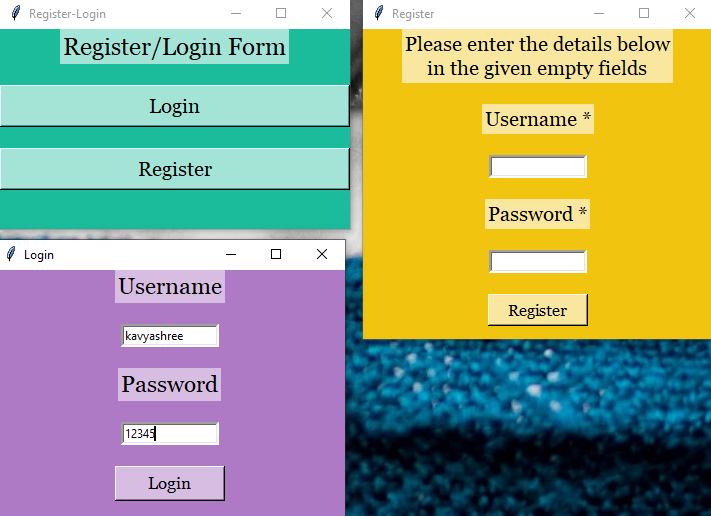 Register-Login
Register/Login Form
Login
Register
Register
Please enter the details below
in the given empty fields
Username *
Password *
Register
Login
Username
kavyashree
Password
12345
Login